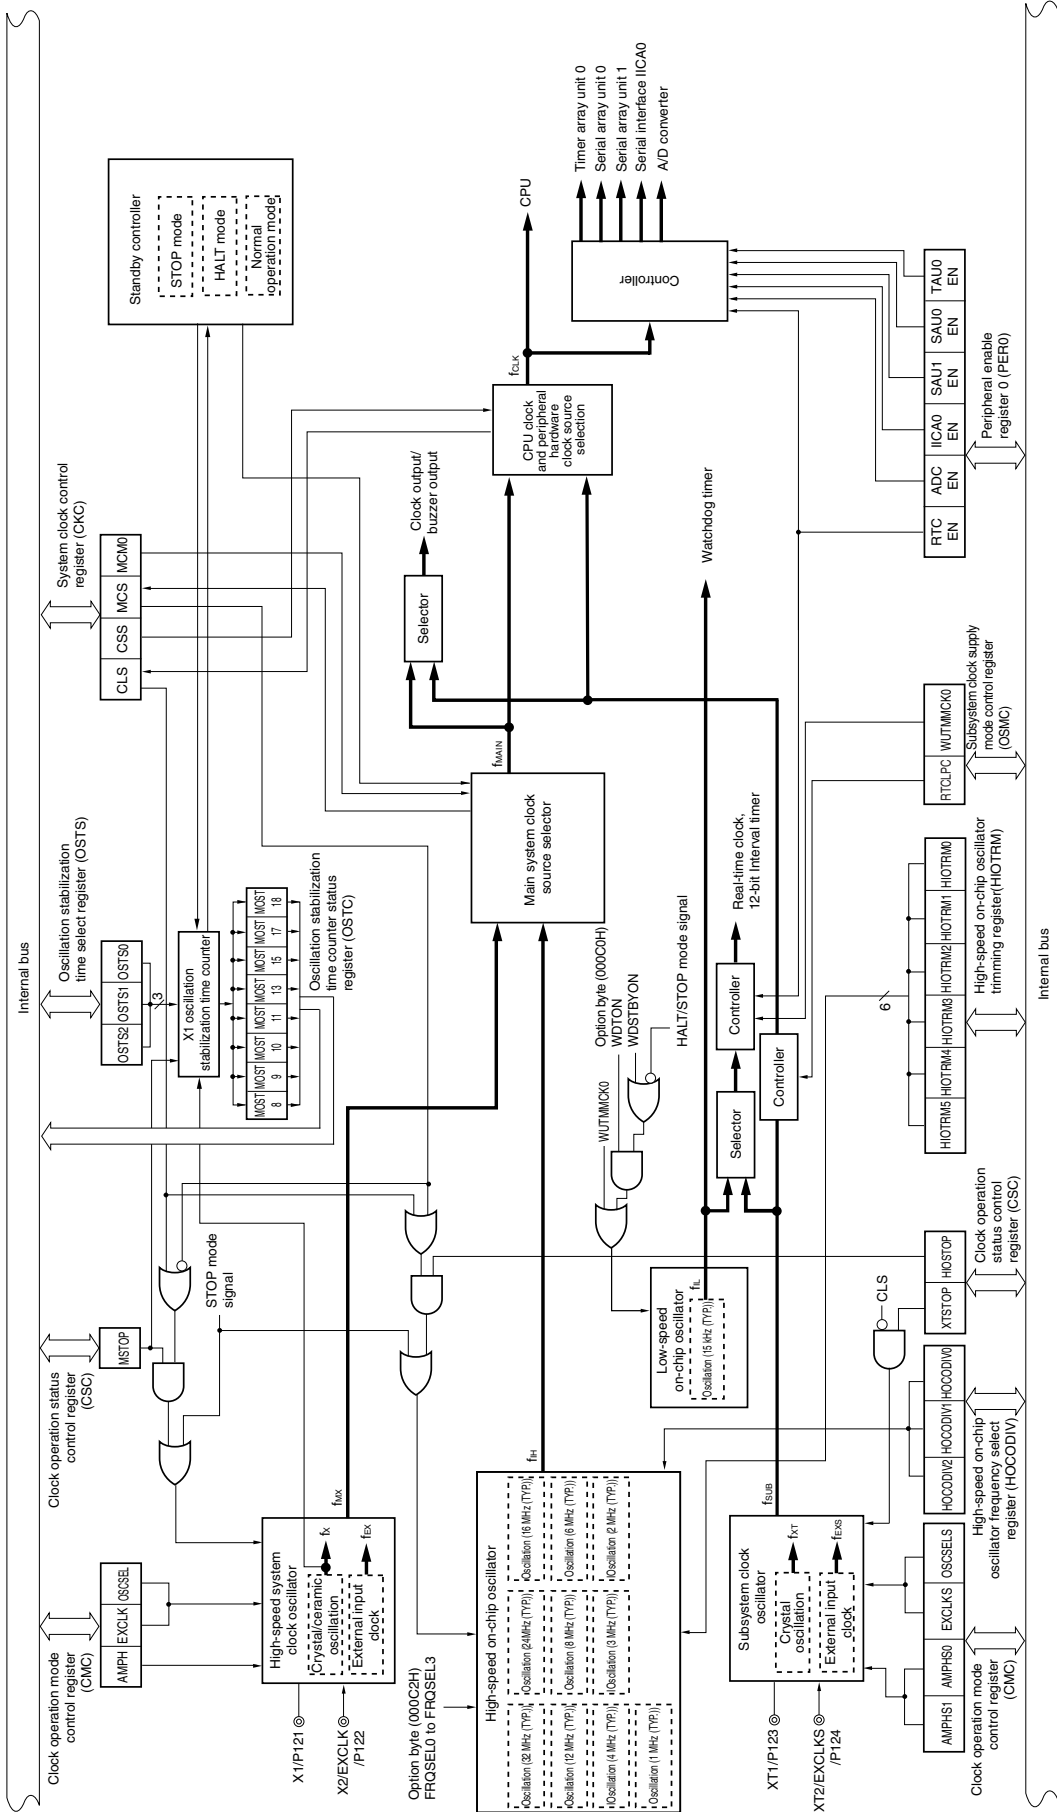 Internal bus
Clock operation mode
control register
(CMC)
AMPH
EXCLK
OSCSEL
Clock operation status
control register
(CSC)
MSTOP
STOP mode
signal
Oscillation stabilization
time select register (OSTS)
OSTS2
OSTS1
OSTS0
3
X1 oscillation
stabilization time counter
MOST
8
MOST
9
MOST
10
MOST
11
MOST
13
MOST
15
MOST
17
MOST
18
Oscillation stabilization
time counter status
register (OSTC)
System clock control
register (CKC)
CLS
CSS
MCS
MCM0
Standby controller
STOP mode
HALT mode
Normal
operation mode
X1/P121
X2/EXCLK
/P122
High-speed system
clock oscillator
Crystal/ceramic
oscillation
External input
clock
fX
fEX
fMX
Option byte (000C2H)
FRQSEL0 to FRQSEL3
High-speed on-chip oscillator
Oscillation (32 MHz (TYP.))
Oscillation (24MHz (TYP.))
Oscillation (16 MHz (TYP.))
Oscillation (12 MHz (TYP.))
Oscillation (8 MHz (TYP.))
Oscillation (6 MHz (TYP.))
Oscillation (4 MHz (TYP.))
Oscillation (3 MHz (TYP.))
Oscillation (2 MHz (TYP.))
Oscillation (1 MHz (TYP.))
fIH
Main system clock
source selector
fMAIN
Selector
Clock output/
buzzer output
CPU clock
and peripheral
hardware
clock source
selection
fCLK
CPU
Controller
Timer array unit 0
Serial array unit 0
Serial array unit 1
Serial interface IICA0
A/D converter
Option byte (000C0H)
WDTON
WDSTBYON
HALT/STOP mode signal
WUTMMCK0
Low-speed
on-chip oscillator
Oscillation (15 kHz (TYP.))
fIL
Watchdog timer
Selector
Controller
Real-time clock,
12-bit Interval timer
Controller
XT1/P123
XT2/EXCLKS
/P124
Subsystem clock
oscillator
Crystal
oscillation
External input
clock
fXT
fEXS
fSUB
CLS
6
AMPHS1
AMPHS0
EXCLKS
OSCSELS
Clock operation mode
control register
(CMC)
HOCODIV2
HOCODIV1
HOCODIV0
High-speed on-chip
oscillator frequency select
register (HOCODIV)
XTSTOP
HIOSTOP
Clock operation
status control
register (CSC)
HIOTRM5
HIOTRM4
HIOTRM3
HIOTRM2
HIOTRM1
HIOTRM0
High-speed on-chip oscillator
trimming register(HIOTRM)
RTCLPC
WUTMMCK0
Subsystem clock supply
mode control register
(OSMC)
RTC
EN
ADC
EN
IICA0
EN
SAU1
EN
SAU0
EN
TAU0
EN
Peripheral enable
register 0 (PER0)
Internal bus